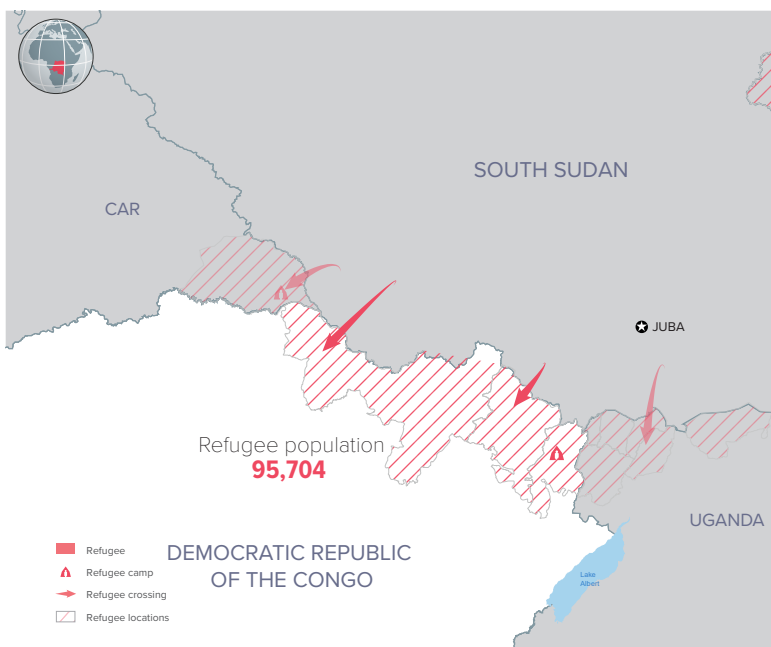 SOUTH SUDAN
CAR
JUBA
Refugee population
95,704
UGANDA
DEMOCRATIC REPUBLIC
OF THE CONGO
Lake
Albert
Refugee
Refugee camp
Refugee crossing
Refugee locations